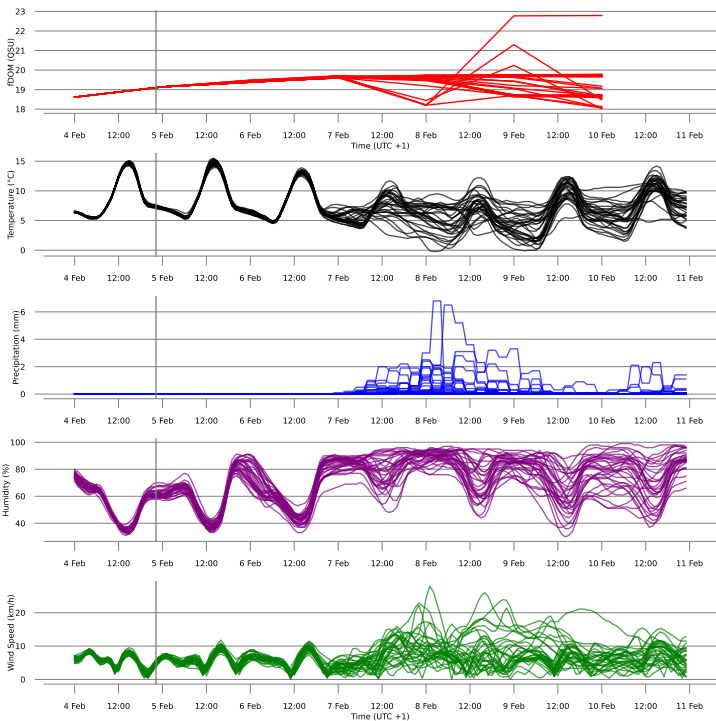 23
22
21
20
19
18
fDOM (QSU)
4 Feb 12:00 5 Feb 12:00 6 Feb 12:00 7 Feb 12:00 8 Feb 12:00 9 Feb 12:00 10 Feb 12:00 11 Feb
Time (UTC +1)
15
10
5
0
Temperature (°C)
4 Feb 12:00 5 Feb 12:00 6 Feb 12:00 7 Feb 12:00 8 Feb 12:00 9 Feb 12:00 10 Feb 12:00 11 Feb
6
4
2
0
Precipitation (mm)
4 Feb 12:00 5 Feb 12:00 6 Feb 12:00 7 Feb 12:00 8 Feb 12:00 9 Feb 12:00 10 Feb 12:00 11 Feb
100
80
60
40
Humidity (%)
4 Feb 12:00 5 Feb 12:00 6 Feb 12:00 7 Feb 12:00 8 Feb 12:00 9 Feb 12:00 10 Feb 12:00 11 Feb
20
10
0
Wind Speed (km/h)
4 Feb 12:00 5 Feb 12:00 6 Feb 12:00 7 Feb 12:00 8 Feb 12:00 9 Feb 12:00 10 Feb 12:00 11 Feb
Time (UTC +1)